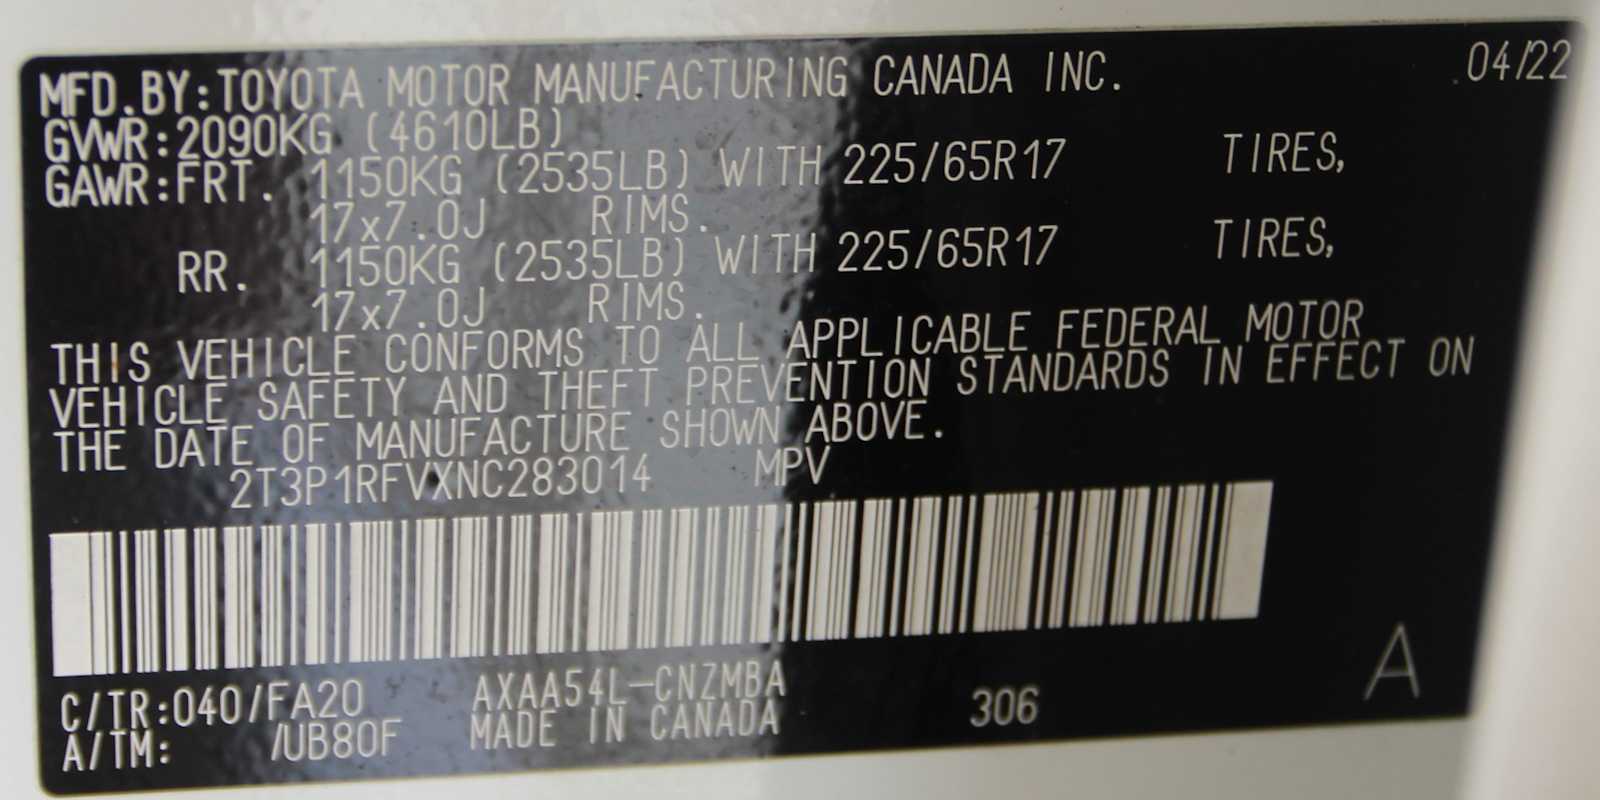 MFD.BY:TOYOTA MOTOR MANUFACTURING CANADA INC. 04/22
GVWR:2090KG (4610LB)
GAWR:FRT. 1150KG (2535LB) WITH 225/65R17 TIRES,
17x7.0J RIMS.
RR. 1150KG (2535LB) WITH 225/65R17 TIRES,
17x7.0J RIMS.
THIS VEHICLE CONFORMS TO ALL APPLICABLE FEDERAL MOTOR
VEHICLE SAFETY AND THEFT PREVENTION STANDARDS IN EFFECT ON
THE DATE OF MANUFACTURE SHOWN ABOVE.
2T3P1RFVXNC283014 MPV
C/TR:040/FA20 AXAA54L-CNZMBA
A/TM: /UB80F MADE IN CANADA 306 A